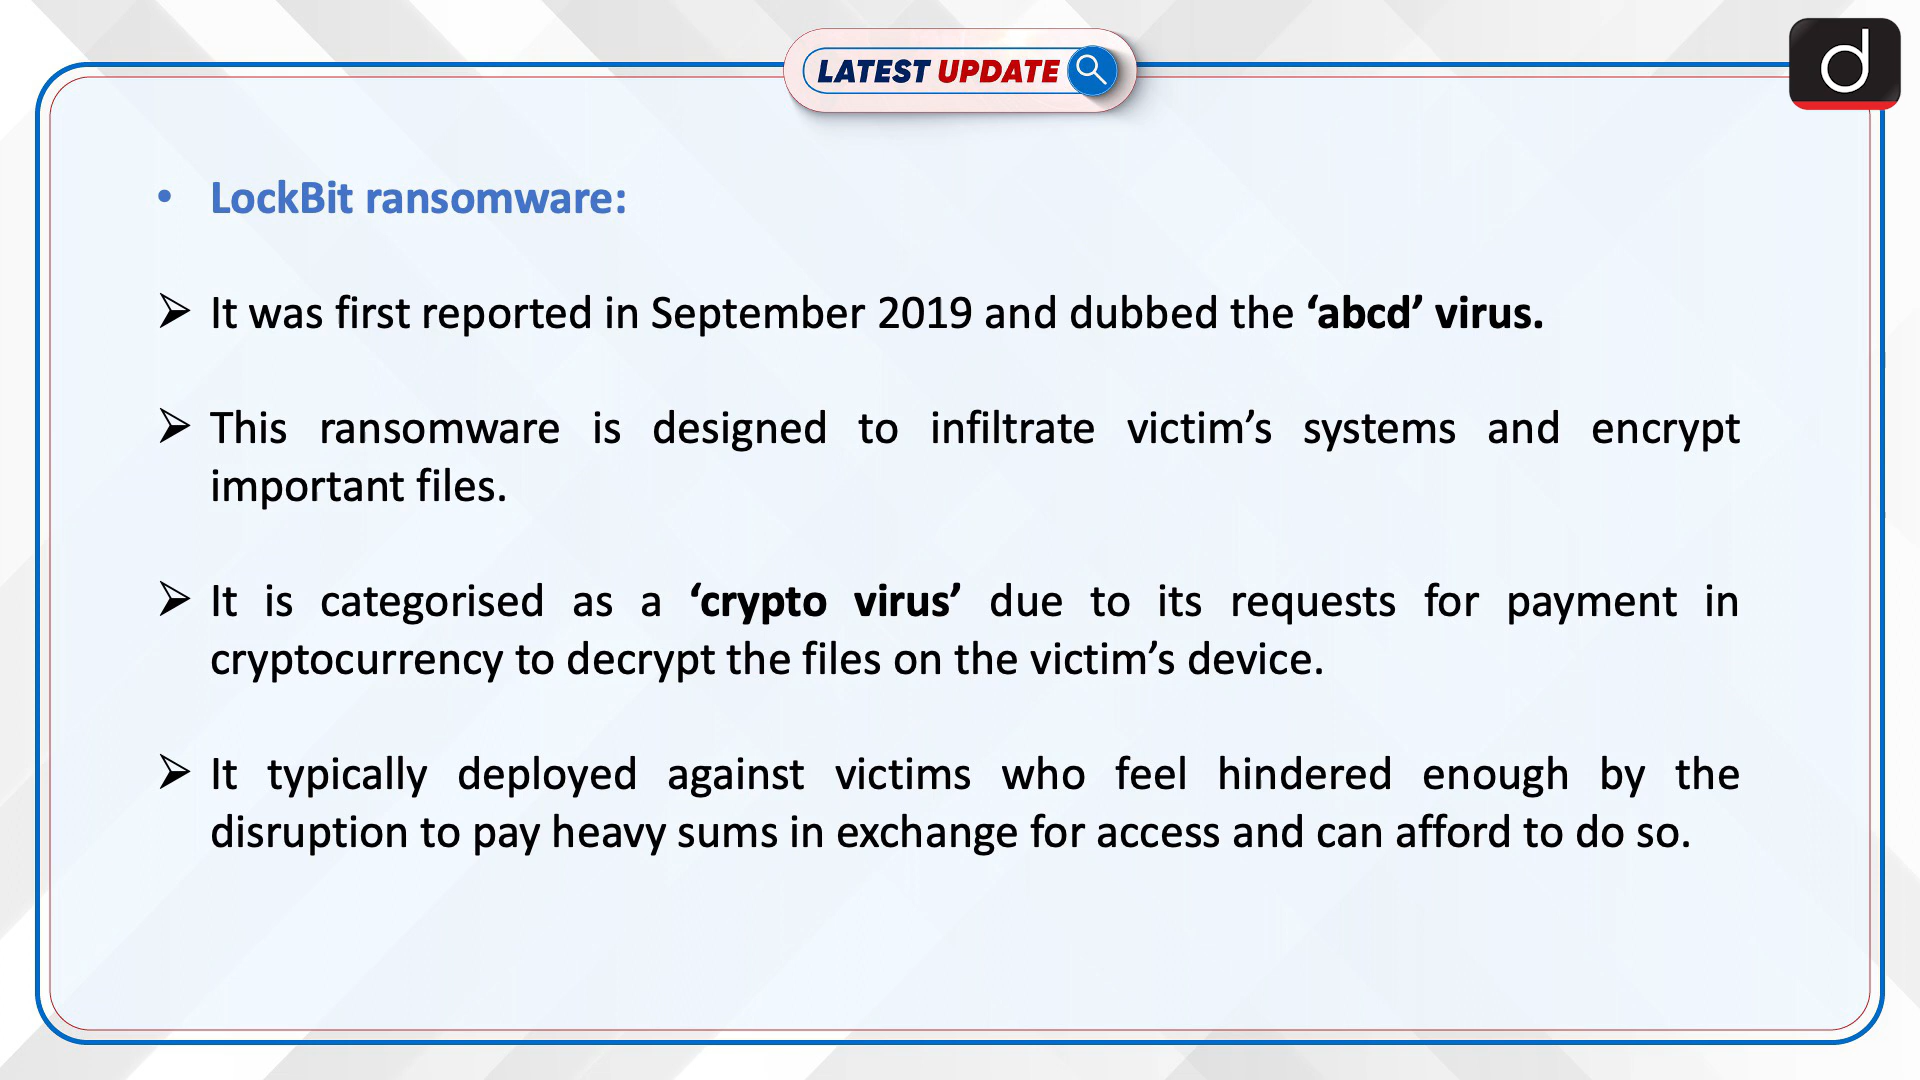 LATEST UPDATE
d
• LockBit ransomware:
➢ It was first reported in September 2019 and dubbed the ‘abcd’ virus.
➢ This ransomware is designed to infiltrate victim’s systems and encrypt
important files.
➢ It is categorised as a ‘crypto virus’ due to its requests for payment in
cryptocurrency to decrypt the files on the victim’s device.
➢ It typically deployed against victims who feel hindered enough by the
disruption to pay heavy sums in exchange for access and can afford to do so.